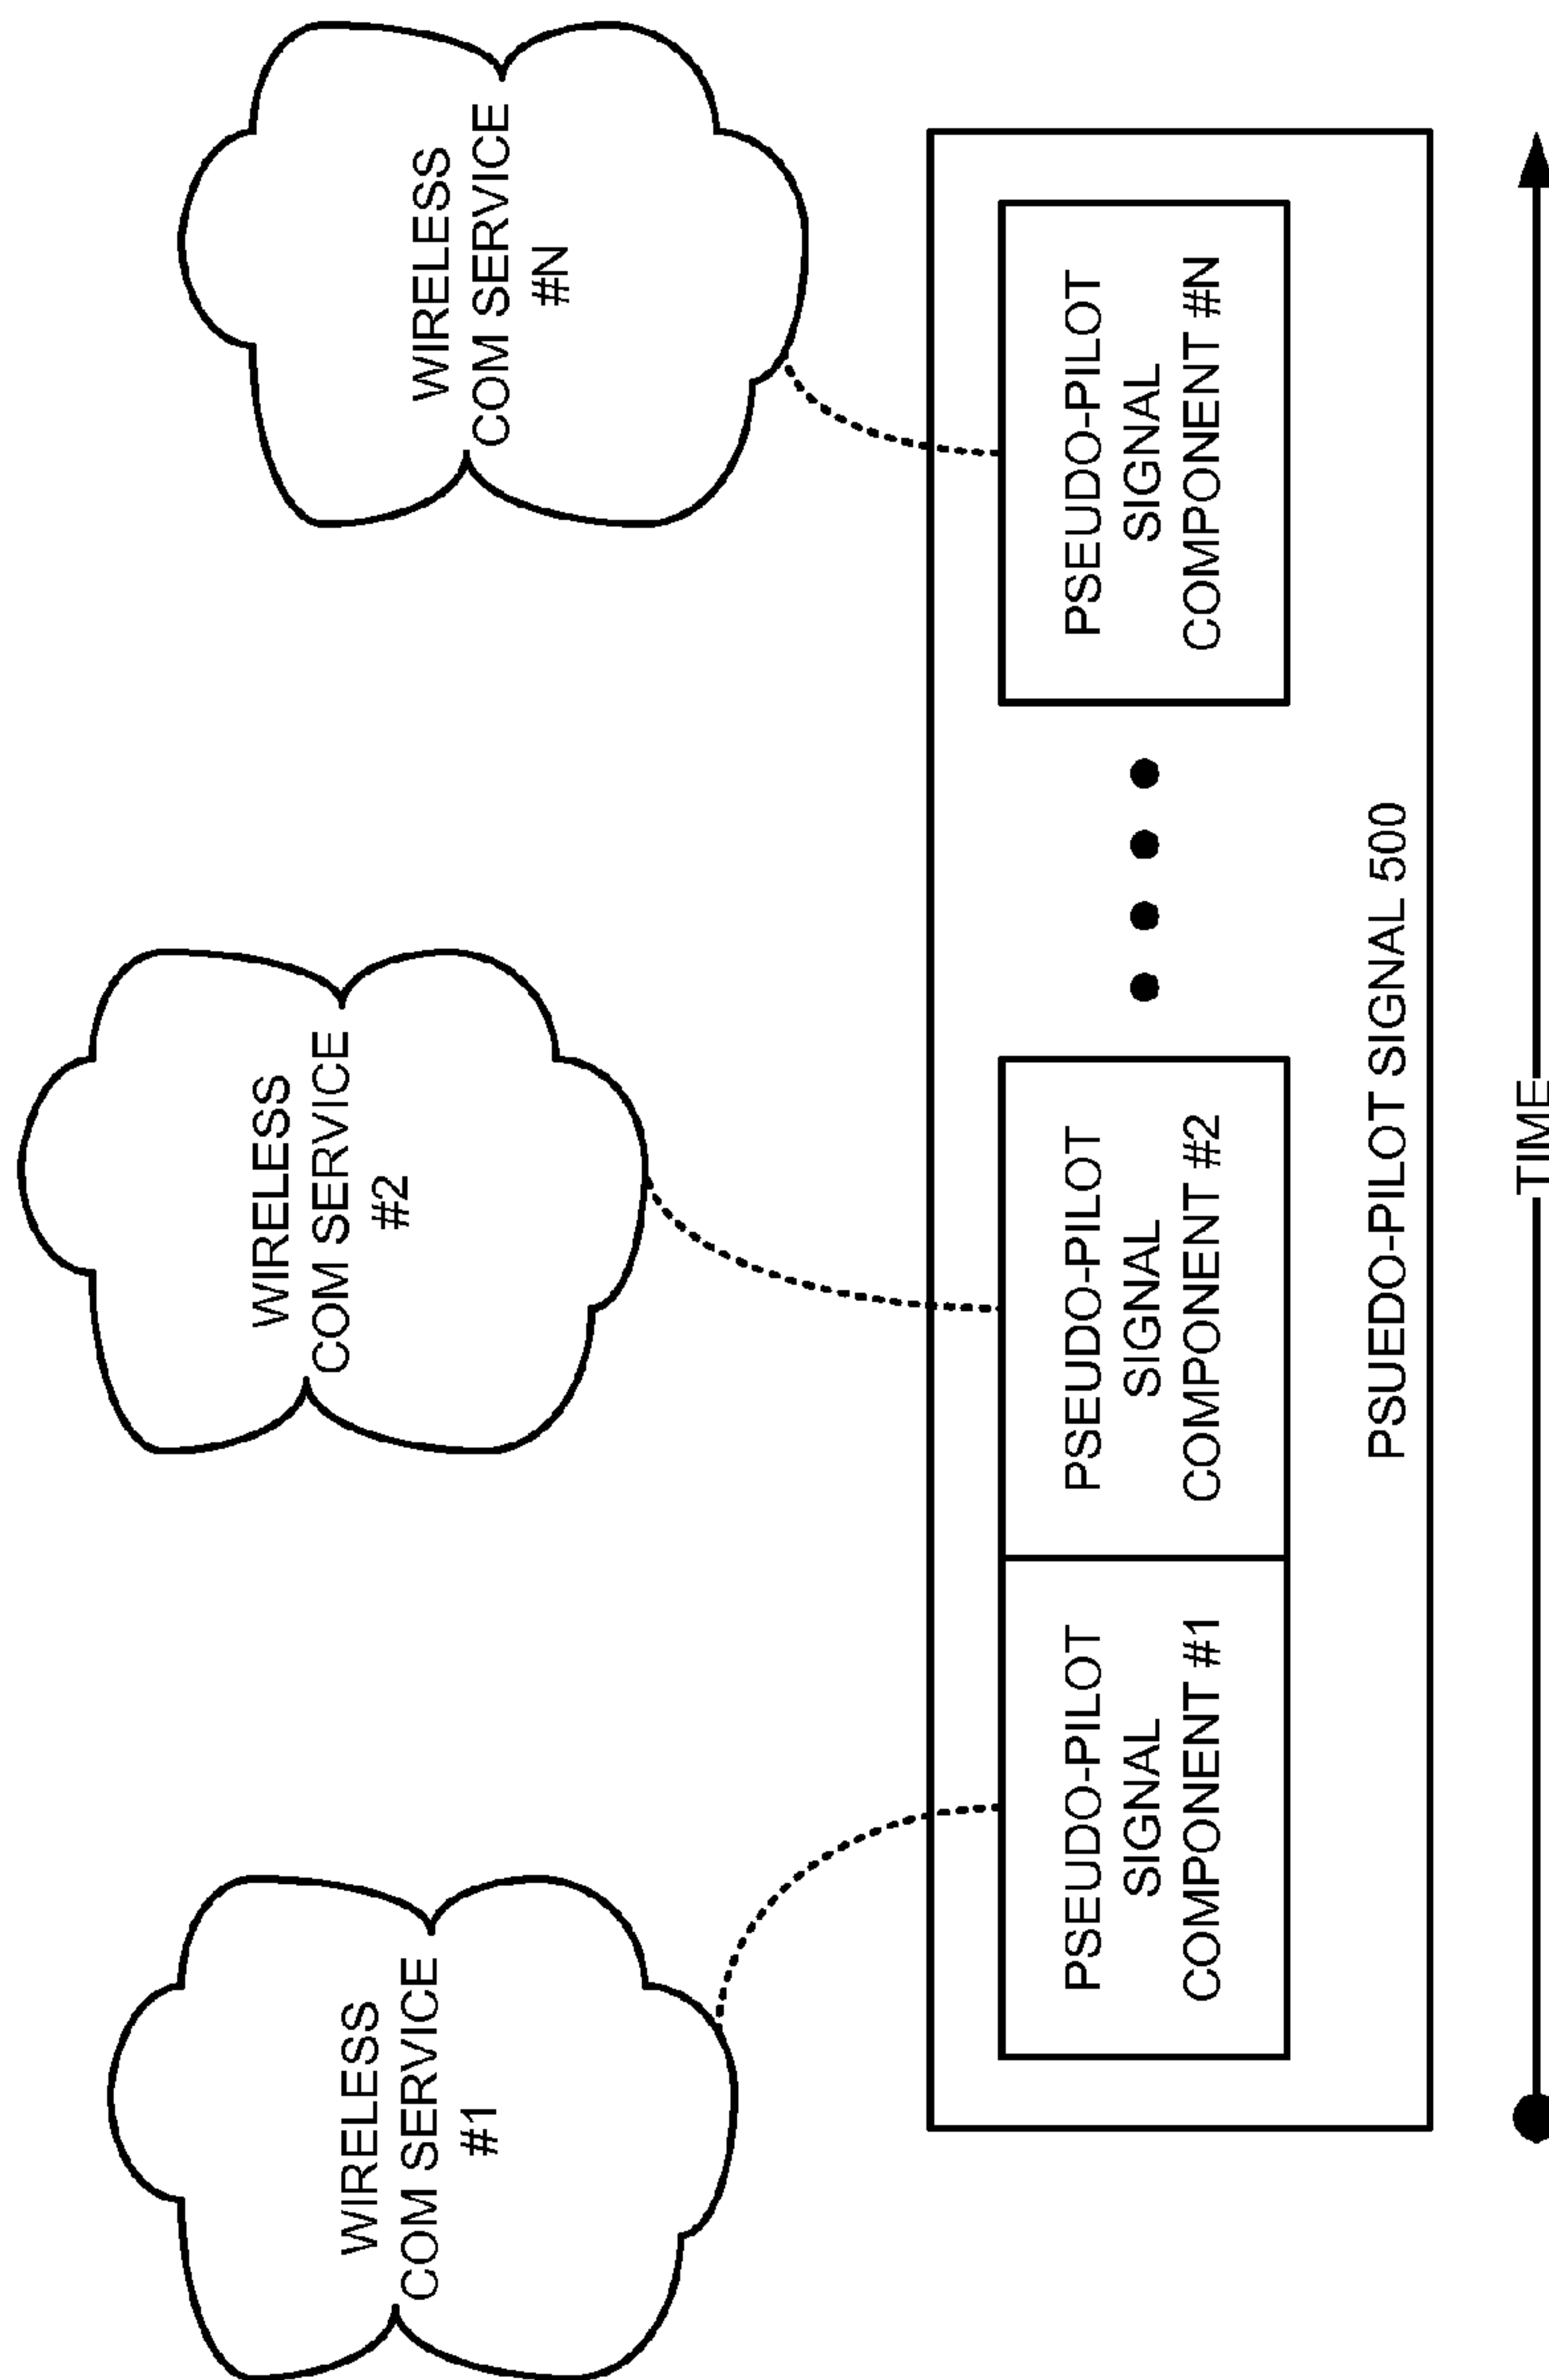 WIRELESS
COM SERVICE
#1
WIRELESS
COM SERVICE
#2
WIRELESS
COM SERVICE
#N
PSEUDO-PILOT
SIGNAL
COMPONENT #1
PSEUDO-PILOT
SIGNAL
COMPONENT #2
PSEUDO-PILOT
SIGNAL
COMPONENT #N
PSUEDO-PILOT SIGNAL 500
TIME